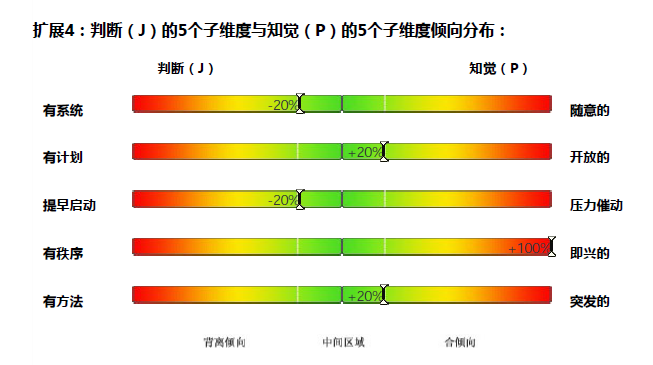 扩展4：判断（J）的5个子维度与知觉（P）的5个子维度倾向分布：
判断（J） 知觉（P）
有系统 -20% 随意的
有计划 +20% 开放的
提早启动 -20% 压力催动
有秩序 +100% 即兴的
有方法 +20% 突发的
背离倾向 中间区域 合倾向